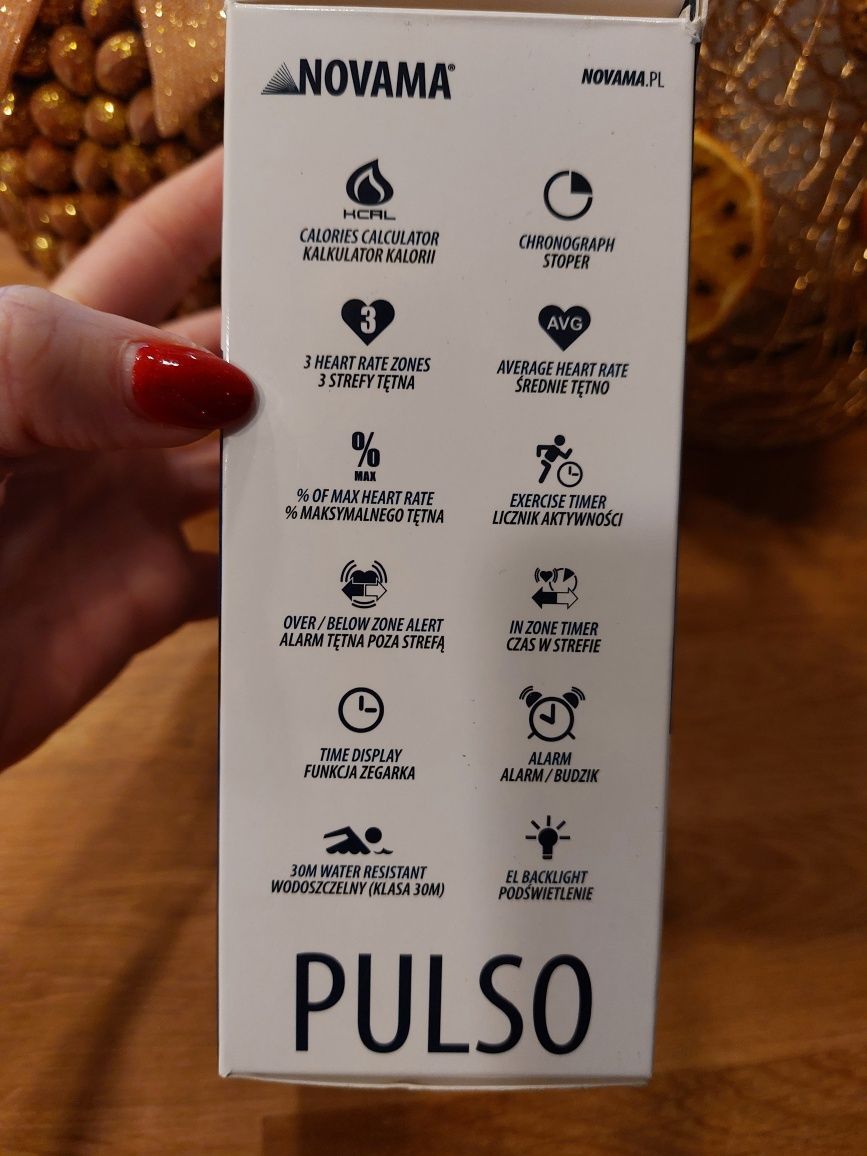 NOVAMA®
NOVAMA.PL
KCAL
CALORIES CALCULATOR
KALKULATOR KALORII
CHRONOGRAPH
STOPER
3
3 HEART RATE ZONES
3 STREFY TĘTNA
AVG
AVERAGE HEART RATE
ŚREDNIE TĘTNO
%
MAX
% OF MAX HEART RATE
% MAKSYMALNEGO TĘTNA
EXERCISE TIMER
LICZNIK AKTYWNOŚCI
OVER / BELOW ZONE ALERT
ALARM TĘTNA POZA STREFĄ
IN ZONE TIMER
CZAS W STREFIE
TIME DISPLAY
FUNKCJA ZEGARKA
ALARM
ALARM / BUDZIK
30M WATER RESISTANT
WODOSZCZELNY (KLASA 30M)
EL BACKLIGHT
PODŚWIETLENIE
PULSO